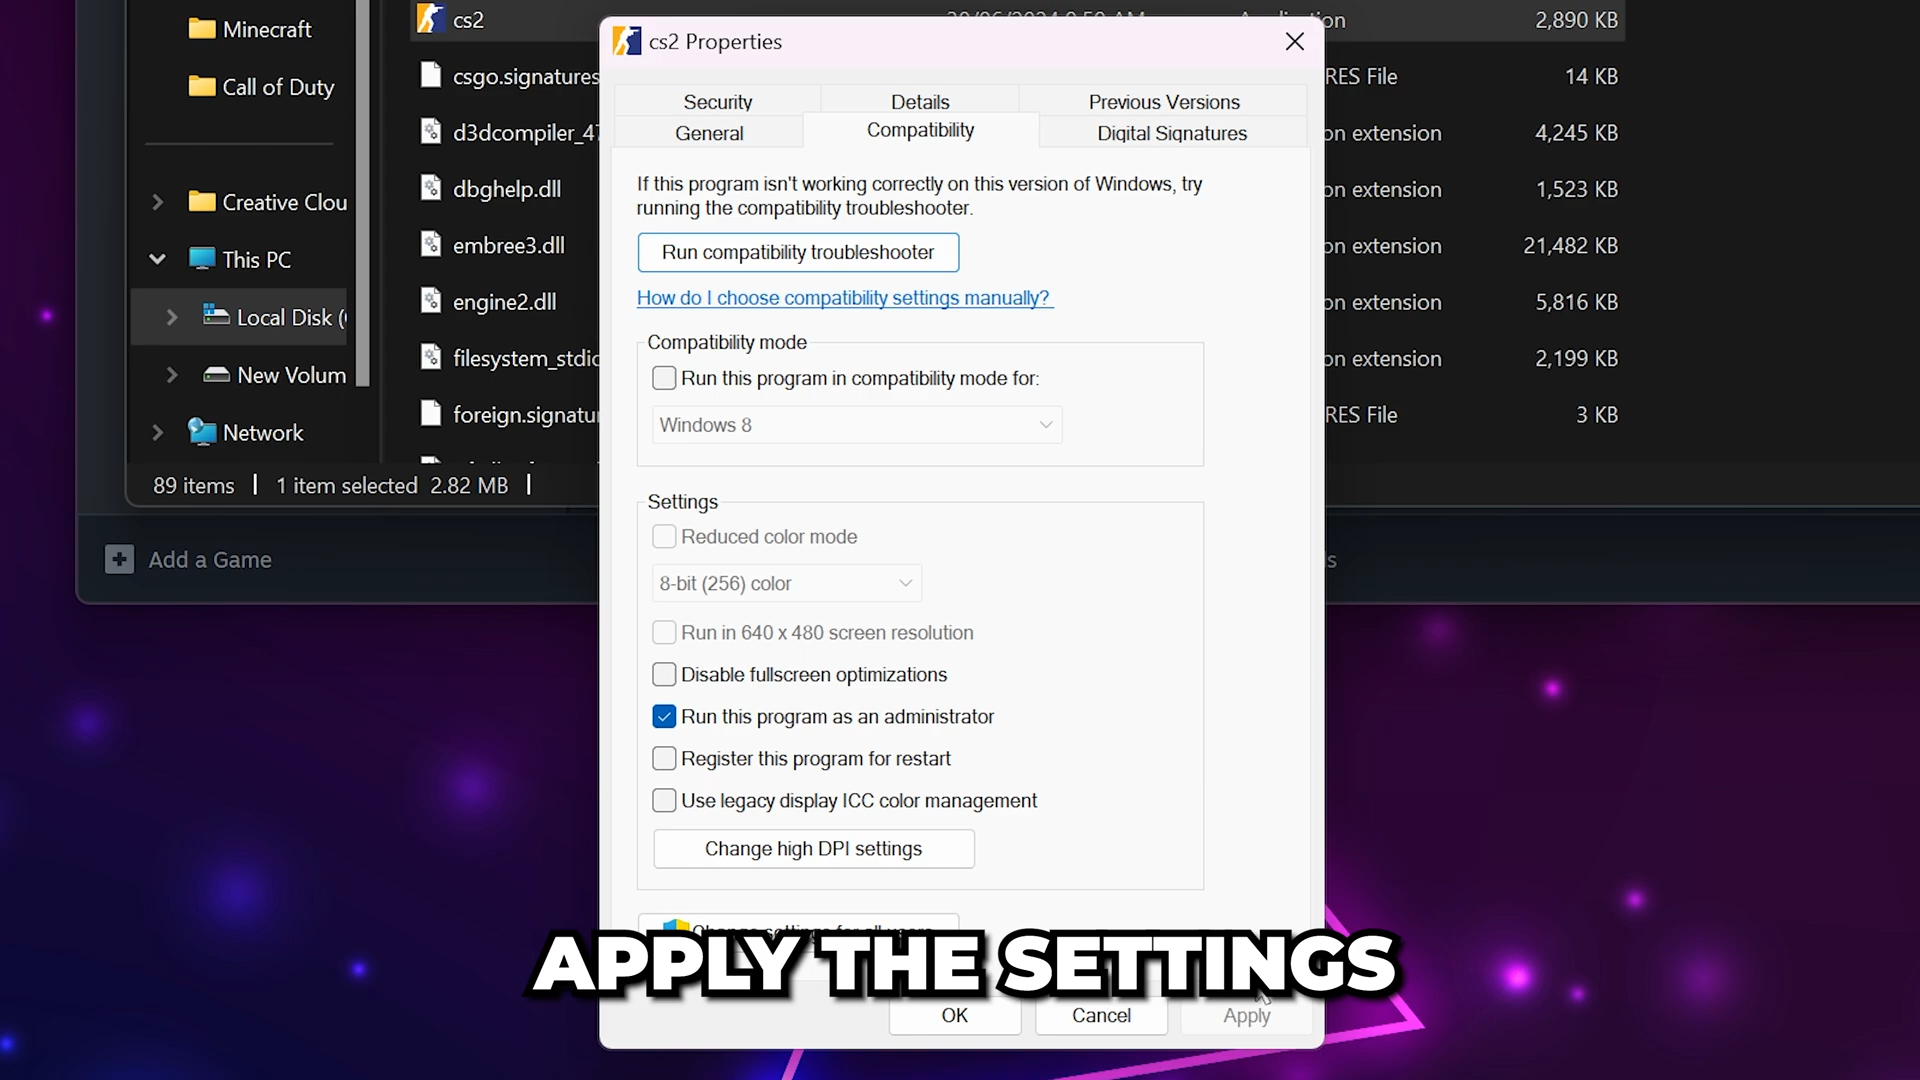 Minecraft
Call of Duty
Creative Clou
This PC
Local Disk (
New Volum
Network
cs2
2,890 KB
csgo.signatures
RES File
14 KB
d3dcompiler_47
on extension
4,245 KB
dbghelp.dll
on extension
1,523 KB
embree3.dll
on extension
21,482 KB
engine2.dll
on extension
5,816 KB
filesystem_stdio
on extension
2,199 KB
foreign.signatu
RES File
3 KB
89 items
1 item selected 2.82 MB
Add a Game
cs2 Properties
Security
Details
Previous Versions
General
Compatibility
Digital Signatures
If this program isn't working correctly on this version of Windows, try
running the compatibility troubleshooter.
Run compatibility troubleshooter
How do I choose compatibility settings manually?
Compatibility mode
Run this program in compatibility mode for:
Windows 8
Settings
Reduced color mode
8-bit (256) color
Run in 640 x 480 screen resolution
Disable fullscreen optimizations
Run this program as an administrator
Register this program for restart
Use legacy display ICC color management
Change high DPI settings
Change settings for all users
APPLY THE SETTINGS
OK
Cancel
Apply